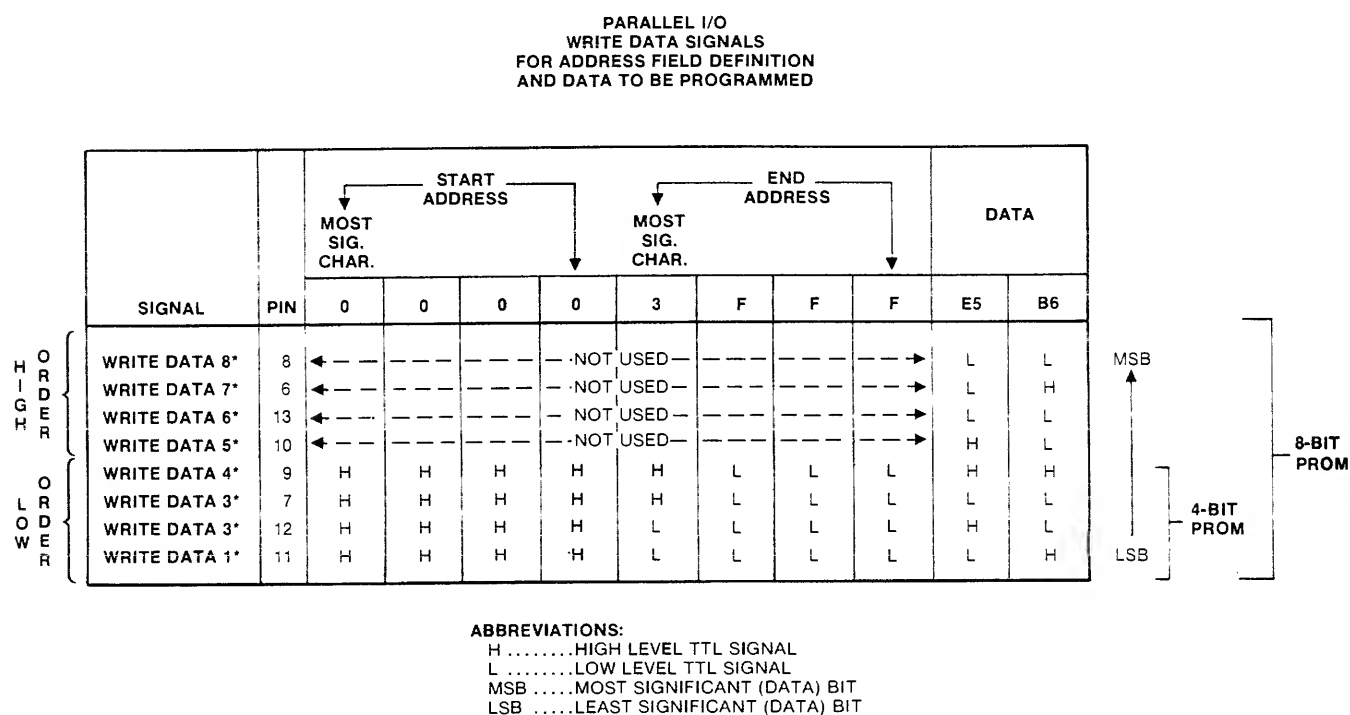 PARALLEL I/O
WRITE DATA SIGNALS
FOR ADDRESS FIELD DEFINITION
AND DATA TO BE PROGRAMMED
START ADDRESS
END ADDRESS
MOST SIG. CHAR.
MOST SIG. CHAR.
DATA
SIGNAL PIN 0 0 0 0 3 F F F E5 B6
HIGH ORDER
WRITE DATA 8* 8 NOT USED L L MSB
WRITE DATA 7* 6 NOT USED L H
WRITE DATA 6* 13 NOT USED L L
WRITE DATA 5* 10 NOT USED H L
LOW ORDER
WRITE DATA 4* 9 H H H H H L L L H H
WRITE DATA 3* 7 H H H H H L L L L L
WRITE DATA 3* 12 H H H H L L L L H L
WRITE DATA 1* 11 H H H H L L L L L H LSB
4-BIT PROM
8-BIT PROM
ABBREVIATIONS:
H ........HIGH LEVEL TTL SIGNAL
L ........LOW LEVEL TTL SIGNAL
MSB .....MOST SIGNIFICANT (DATA) BIT
LSB .....LEAST SIGNIFICANT (DATA) BIT